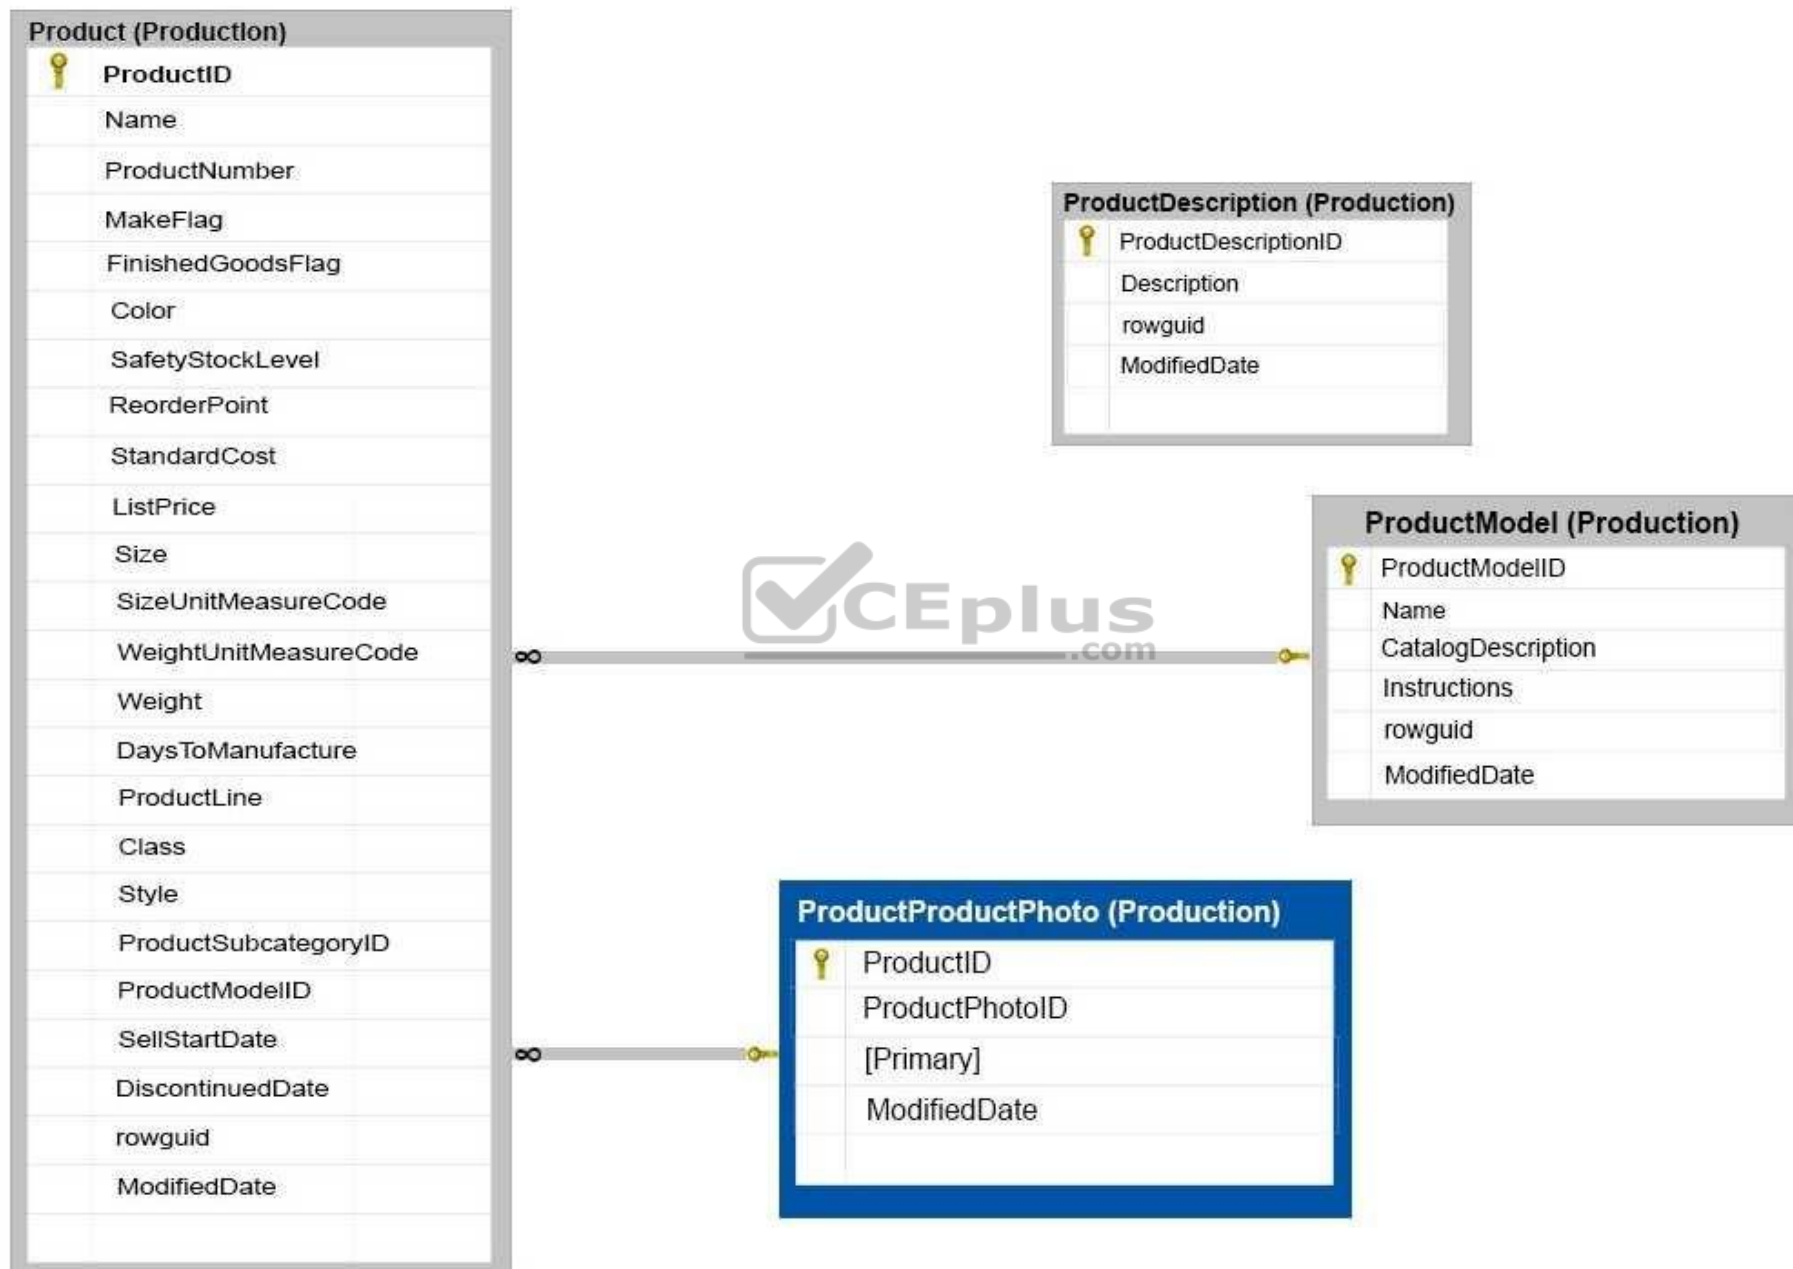 Product (Production)
ProductID
Name
ProductNumber
MakeFlag
FinishedGoodsFlag
Color
SafetyStockLevel
ReorderPoint
StandardCost
ListPrice
Size
SizeUnitMeasureCode
WeightUnitMeasureCode
Weight
DaysToManufacture
ProductLine
Class
Style
ProductSubcategoryID
ProductModelID
SellStartDate
DiscontinuedDate
rowguid
ModifiedDate
ProductDescription (Production)
ProductDescriptionID
Description
rowguid
ModifiedDate
ProductModel (Production)
ProductModelID
Name
CatalogDescription
Instructions
rowguid
ModifiedDate
CEplus
.com
ProductProductPhoto (Production)
ProductID
ProductPhotoID
[Primary]
ModifiedDate